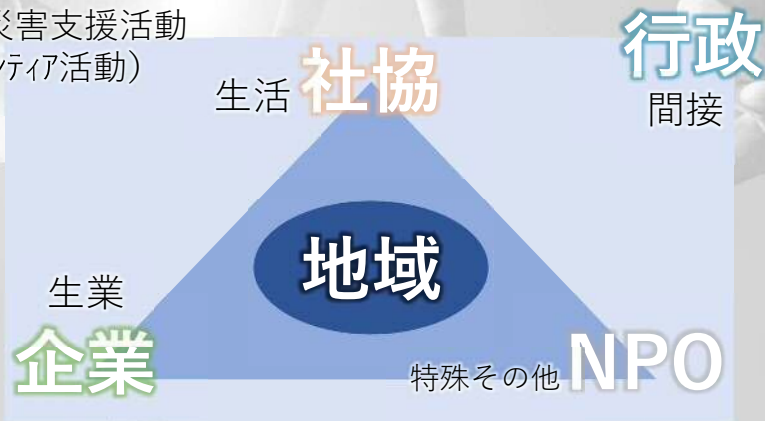 災害支援活動
ンティア活動)
行政
間接
生活 社協
地域
生業
企業
特殊その他 NPO